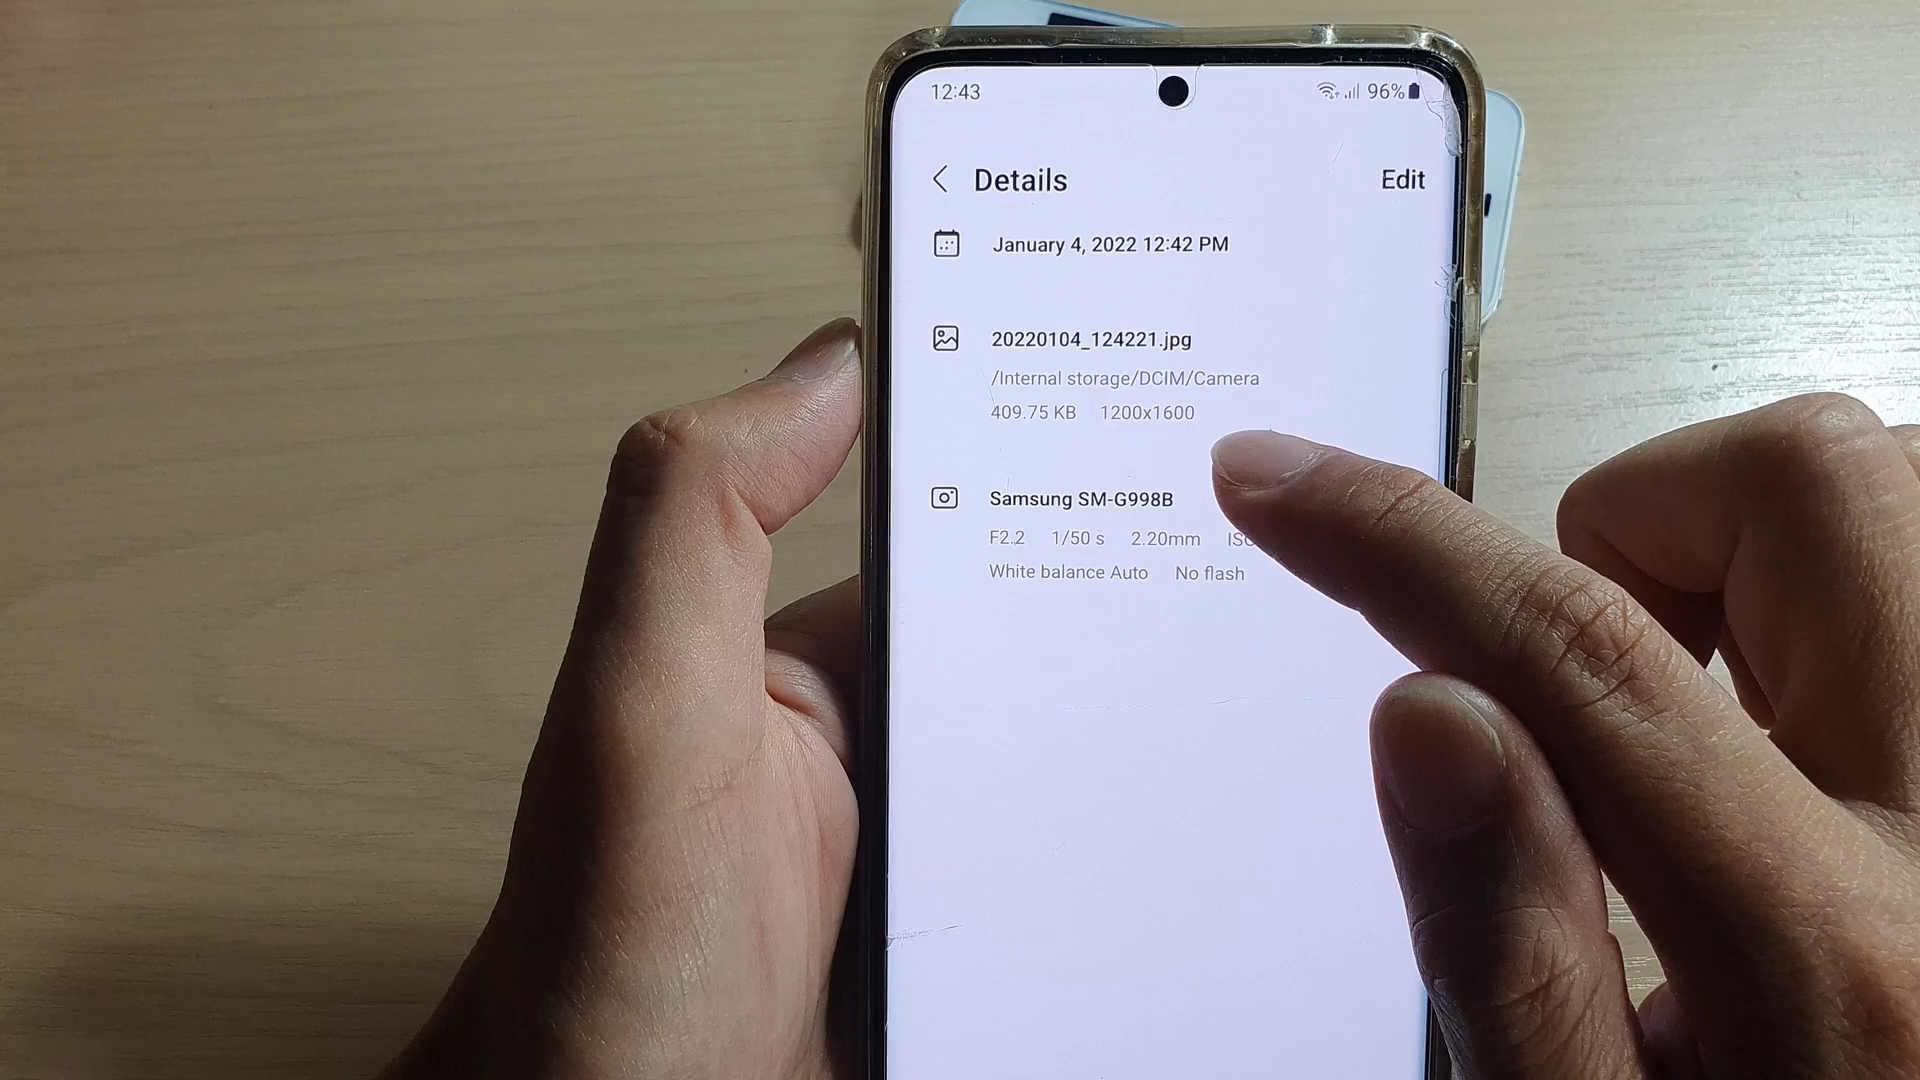 12:43 96%
Details Edit
January 4, 2022 12:42 PM
20220104_124221.jpg
/Internal storage/DCIM/Camera
409.75 KB 1200x1600
Samsung SM-G998B
F2.2 1/50 s 2.20mm
White balance Auto No flash